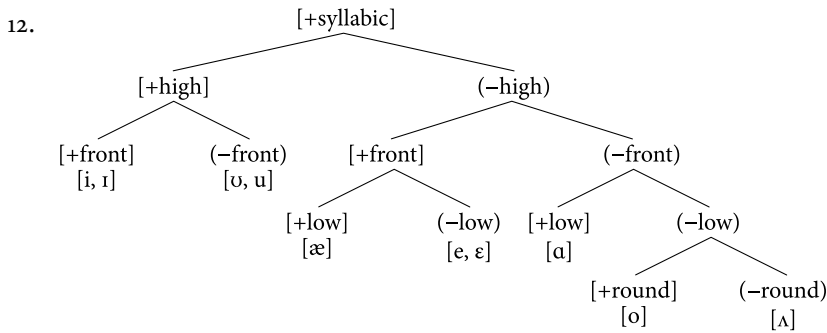 12. [+syllabic]
[+high] (−high)
[+front] (−front) [+front] (−front)
[i, ɪ] [ʊ, u]
[+low] (−low) [+low] (−low)
[æ] [e, ɛ] [ɑ]
[+round] (−round)
[o] [ʌ]